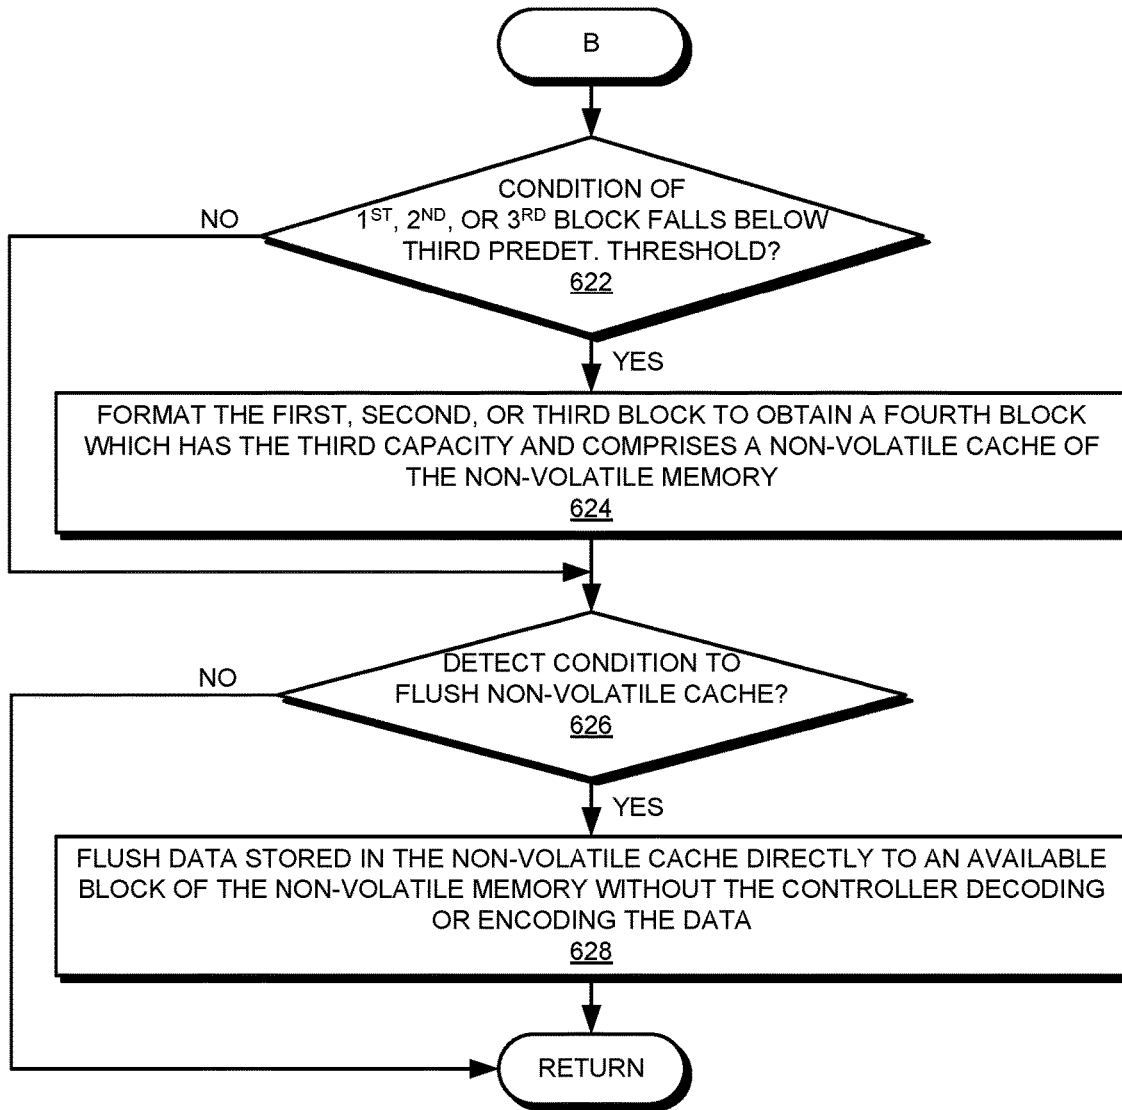 B
CONDITION OF
1ST, 2ND, OR 3RD BLOCK FALLS BELOW
THIRD PREDET. THRESHOLD?
622
NO
YES
FORMAT THE FIRST, SECOND, OR THIRD BLOCK TO OBTAIN A FOURTH BLOCK
WHICH HAS THE THIRD CAPACITY AND COMPRISES A NON-VOLATILE CACHE OF
THE NON-VOLATILE MEMORY
624
DETECT CONDITION TO
FLUSH NON-VOLATILE CACHE?
626
NO
YES
FLUSH DATA STORED IN THE NON-VOLATILE CACHE DIRECTLY TO AN AVAILABLE
BLOCK OF THE NON-VOLATILE MEMORY WITHOUT THE CONTROLLER DECODING
OR ENCODING THE DATA
628
RETURN